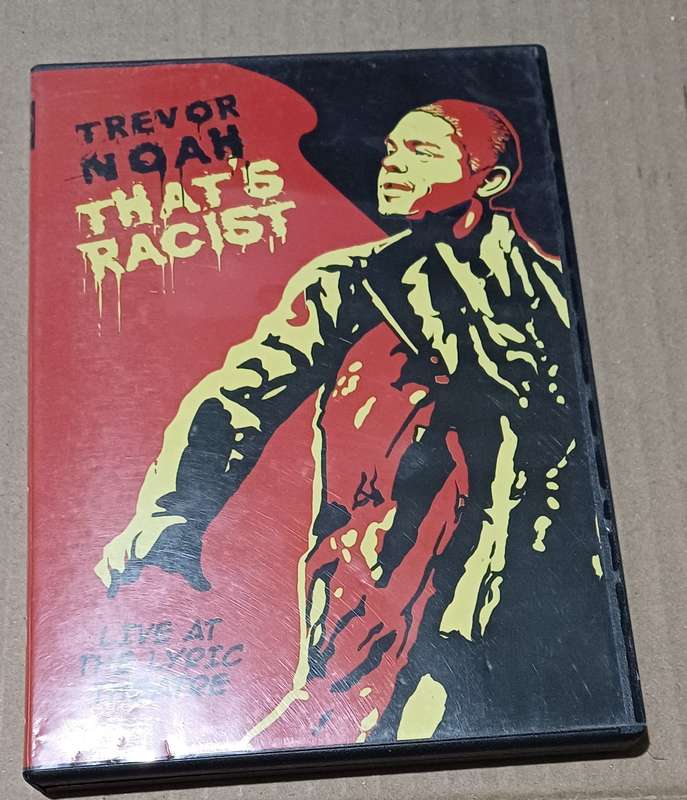 TREVOR
NOAH
THAT'S
RACIST
LIVE AT
THE LYRIC
THEATRE